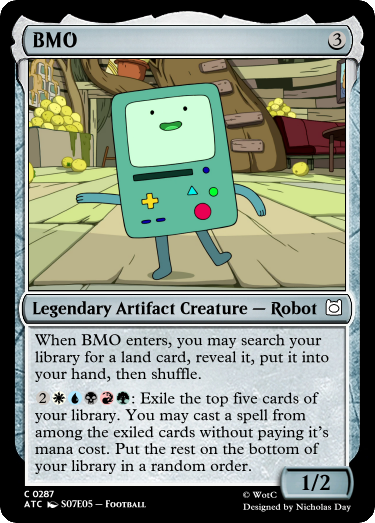 BMO 3
Legendary Artifact Creature — Robot
When BMO enters, you may search your
library for a land card, reveal it, put it into
your hand, then shuffle.
2: Exile the top five cards of
your library. You may cast a spell from
among the exiled cards without paying it's
mana cost. Put the rest on the bottom of
your library in a random order.
1/2
C 0287 © WotC
ATC S07E05 — Football Designed by Nicholas Day